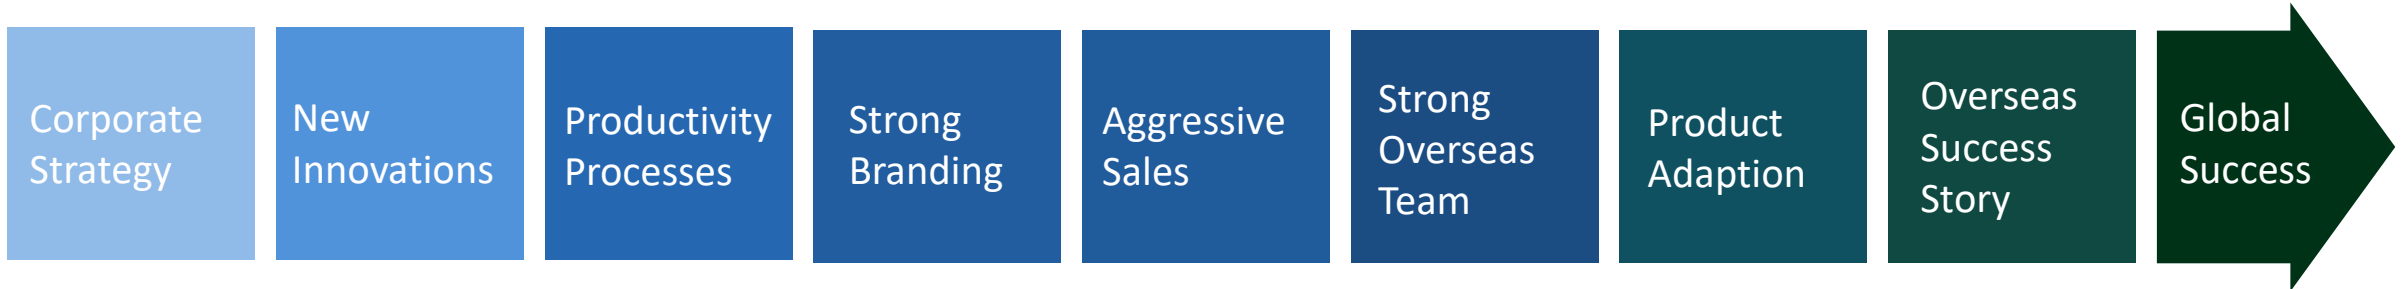 Corporate
Strategy
New
Innovations
Productivity
Processes
Strong
Branding
Aggressive
Sales
Strong
Overseas
Team
Product
Adaption
Overseas
Success
Story
Global
Success